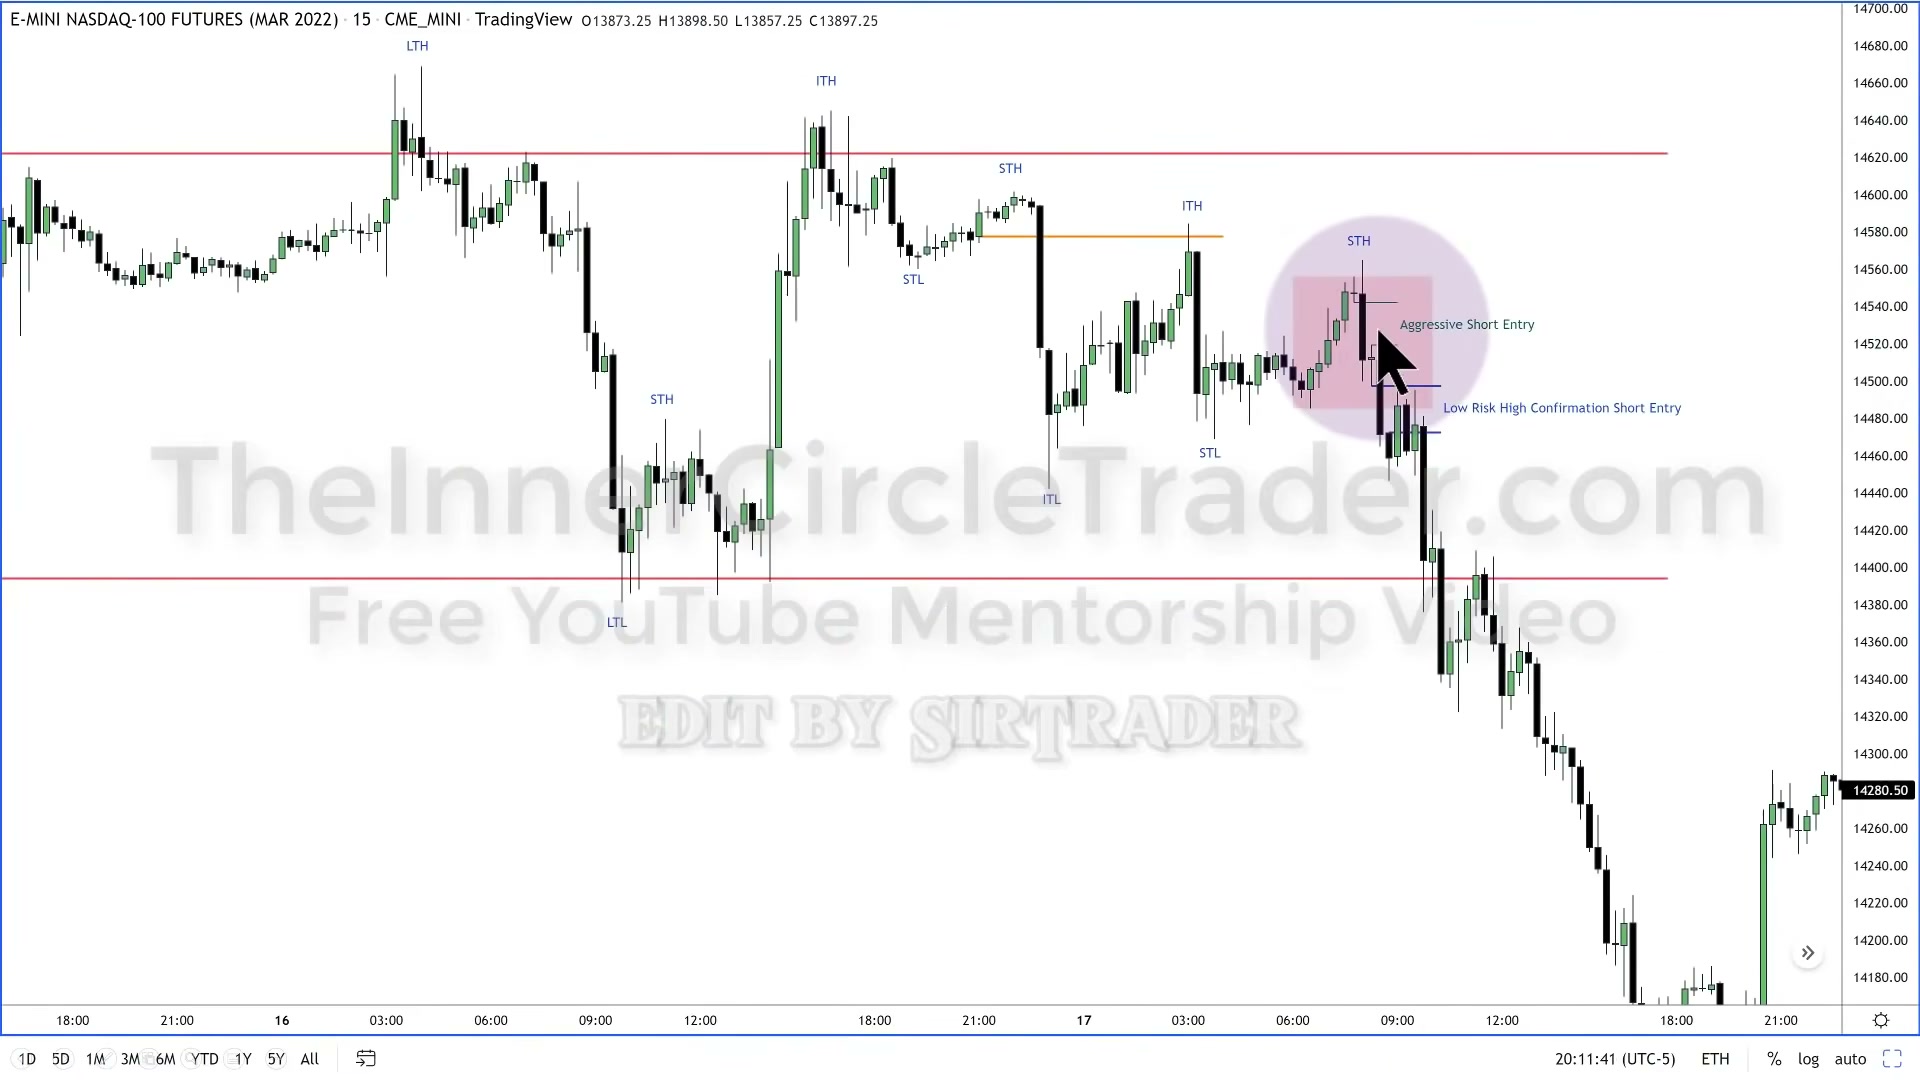 E-MINI NASDAQ-100 FUTURES (MAR 2022) · 15 · CME_MINI · TradingView O13873.25 H13898.50 L13857.25 C13897.25
14700.00
14680.00
14660.00
14640.00
14620.00
14600.00
14580.00
14560.00
14540.00
14520.00
14500.00
14480.00
14460.00
14440.00
14420.00
14400.00
14380.00
14360.00
14340.00
14320.00
14300.00
14280.50
14260.00
14240.00
14220.00
14200.00
14180.00
LTH
ITH
STH
ITH
STH
STL
Aggressive Short Entry
STH
Low Risk High Confirmation Short Entry
STL
ITL
LTL
TheInnerCircleTrader.com
Free YouTube Mentorship Video
EDIT BY SIRTRADER
18:00 21:00 16 03:00 06:00 09:00 12:00 18:00 21:00 17 03:00 06:00 09:00 12:00 18:00 21:00
1D 5D 1M 3M 6M YTD 1Y 5Y All
20:11:41 (UTC-5) ETH % log auto